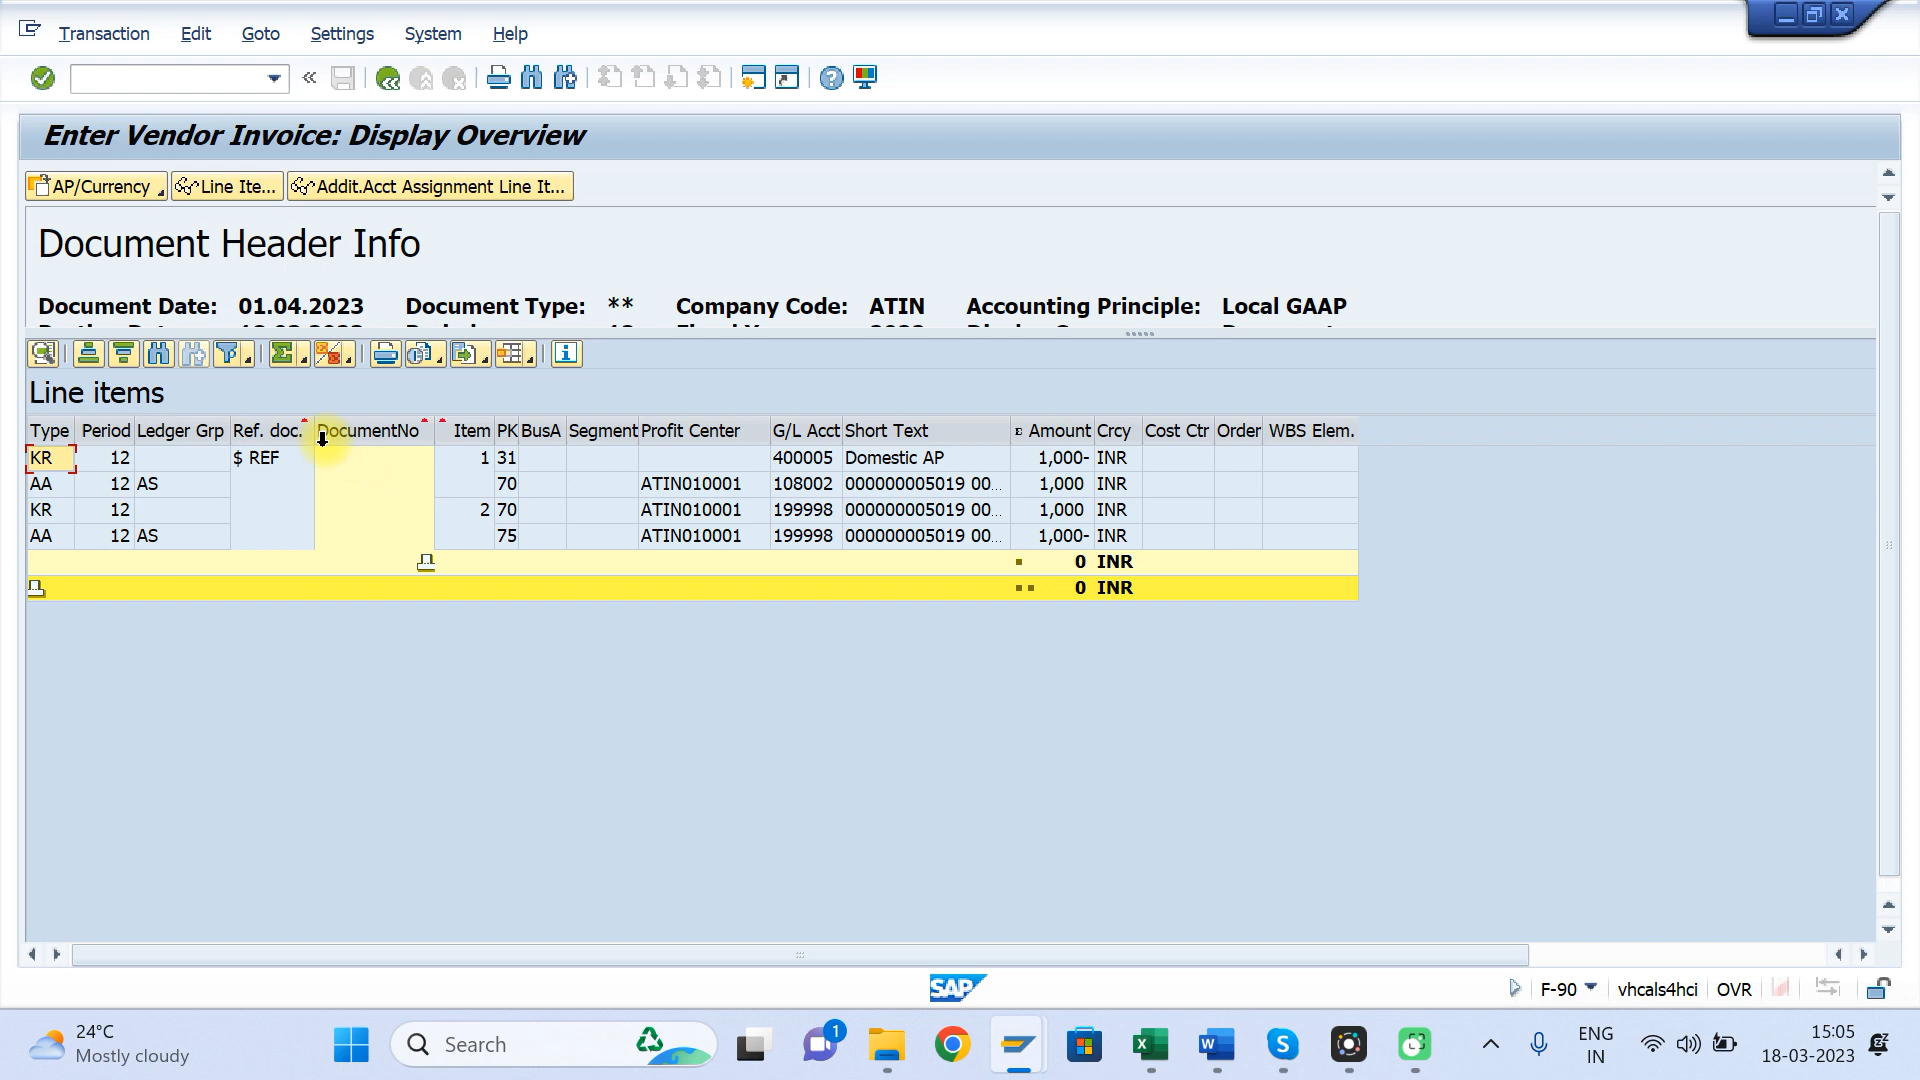 Transaction Edit Goto Settings System Help
Enter Vendor Invoice: Display Overview
AP/Currency Line Ite... Addit.Acct Assignment Line It...
Document Header Info
Document Date: 01.04.2023 Document Type: ** Company Code: ATIN Accounting Principle: Local GAAP
Line items
Type Period Ledger Grp Ref. doc. DocumentNo Item PK BusA Segment Profit Center G/L Acct Short Text Σ Amount Crcy Cost Ctr Order WBS Elem.
KR 12 $ REF 1 31 400005 Domestic AP 1,000- INR
AA 12 AS 70 ATIN010001 108002 000000005019 00... 1,000 INR
KR 12 2 70 ATIN010001 199998 000000005019 00... 1,000 INR
AA 12 AS 75 ATIN010001 199998 000000005019 00... 1,000- INR
0 INR
0 INR
SAP F-90 vhcals4hci OVR
24°C
Mostly cloudy
Search
1
W
S
ENG
IN
15:05
18-03-2023